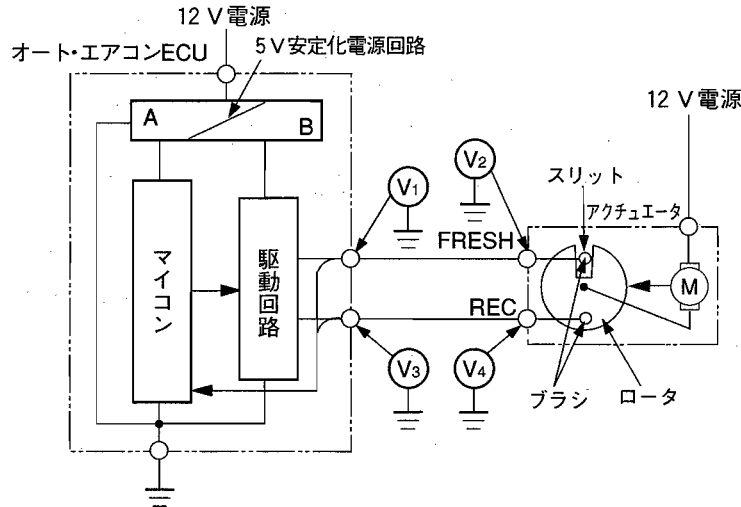 12 V電源
オート・エアコンECU
5V安定化電源回路
A
B
12 V電源
V1
V2
スリット
アクチュエータ
FRESH
マイコン
駆動回路
M
REC
V3
V4
ブラシ
ロータ